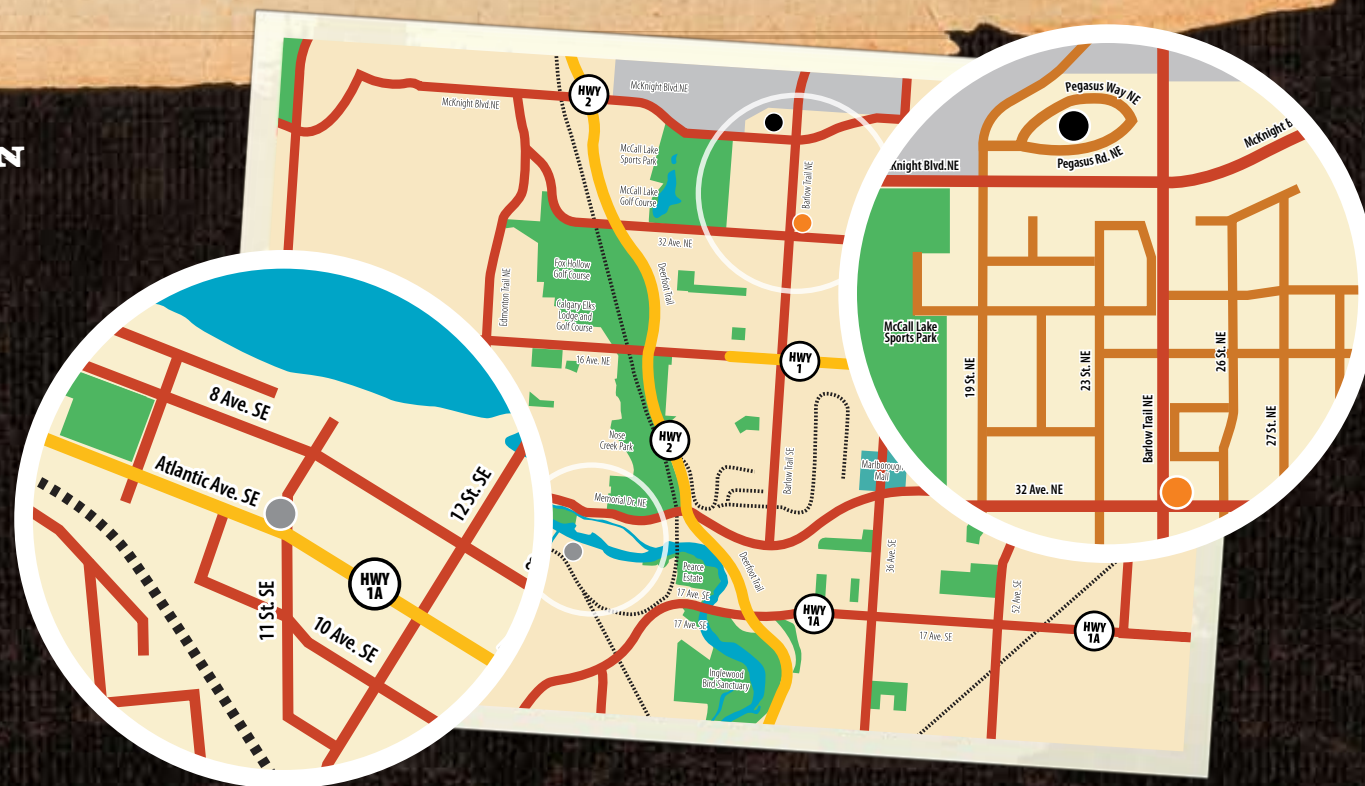 N
HWY
2
McKnight Blvd.NE
McKnight Blvd.NE
McCall Lake
Sports Park
McCall Lake
Golf Course
Barlow Trail NE
32 Ave. NE
Fox Hollow
Golf Course
Deerfoot Trail
Edmonton Trail NE
Calgary Elks
Lodge and
Golf Course
16 Ave. NE
HWY
1
HWY
2
Nose
Creek Park
Barlow Trail SE
Marlborough
Mall
Memorial Dr. NE
36 Ave. SE
Deerfoot Trail
Pearce
Estate
17 Ave. SE
17 Ave. SE
HWY
1A
52 Ave. SE
17 Ave. SE
HWY
1A
Inglewood
Bird Sanctuary
Pegasus Way NE
Pegasus Rd. NE
Knight Blvd.NE
McKnight B
McCall Lake
Sports Park
19 St. NE
23 St. NE
26 St. NE
Barlow Trail NE
27 St. NE
32 Ave. NE
8 Ave. SE
Atlantic Ave. SE
12 St. SE
HWY
1A
11 St. SE
10 Ave. SE